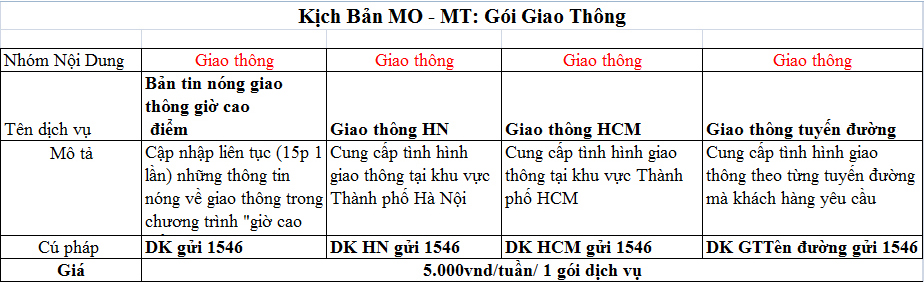 Kịch Bản MO - MT: Gói Giao Thông
Nhóm Nội Dung Giao thông Giao thông Giao thông Giao thông
Tên dịch vụ
Bản tin nóng giao
thông giờ cao
điểm
Giao thông HN
Giao thông HCM
Giao thông tuyến đường
Mô tả
Cập nhập liên tục (15p 1
lần) những thông tin
nóng về giao thông trong
chương trình "giờ cao
Cung cấp tình hình
giao thông tại khu vực
Thành phố Hà Nội
Cung cấp tình hình giao
thông tại khu vực Thành
phố HCM
Cung cấp tình hình giao
thông theo từng tuyến đường
mà khách hàng yêu cầu
Cú pháp DK gửi 1546 DK HN gửi 1546 DK HCM gửi 1546 DK GTTên đường gửi 1546
Giá 5.000vnd/tuần/ 1 gói dịch vụ